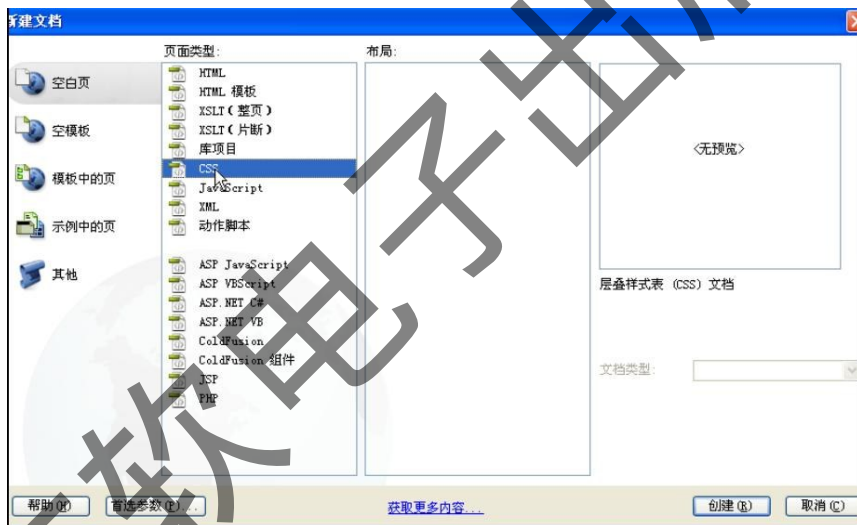 新建文档
页面类型:
布局:
空白页
空模板
模板中的页
示例中的页
其他
HTML
HTML 模板
XSLT(整页)
XSLT(片断)
库项目
CSS
JavaScript
XML
动作脚本
ASP JavaScript
ASP VBScript
ASP.NET C#
ASP.NET VB
ColdFusion
ColdFusion 组件
JSP
PHP
<无预览>
层叠样式表 (CSS) 文档
文档类型:
帮助(H)
首选参数(P)...
获取更多内容...
创建(R)
取消(C)
软电子出